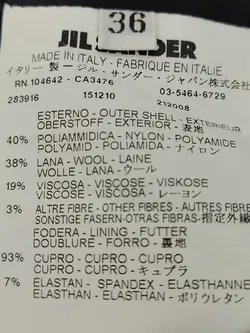 36
JIL SANDER
MADE IN ITALY - FABRIQUE EN ITALIE
イタリー製 ー ジル・サンダー・ジャパン株式会社
RN 104642 - CA3476 03-5464-6729
283916 151210 212008
ESTERNO - OUTER SHELL - EXTERIEUR
OBERSTOFF - EXTERIOR - 表地
40% POLIAMMIDICA - NYLON - POLYAMIDE
POLYAMID - POLIAMIDA - ナイロン
38% LANA - WOOL - LAINE
WOLLE - LANA - ウール
19% VISCOSA - VISCOSE - VISKOSE
VISCOSE - VISCOSA - レーヨン
3% ALTRE FIBRE - OTHER FIBRES - AUTRES FIBRES
SONSTIGE FASERN - OTRAS FIBRAS - 指定外繊
FODERA - LINING - FUTTER
DOUBLURE - FORRO - 裏地
93% CUPRO - CUPRO - CUPRO
CUPRO - CUPRO - キュプラ
7% ELASTAN - SPANDEX - ELASTHANNE
ELASTHAN - ELASTHAN - ポリウレタン